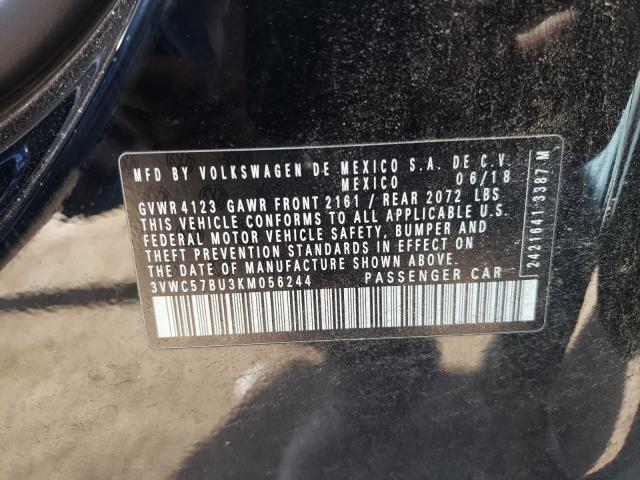 MFD BY VOLKSWAGEN DE MEXICO S.A. DE C.V.
MEXICO 06/18
GVWR 4123 GAWR FRONT 2161 / REAR 2072 LBS
THIS VEHICLE CONFORMS TO ALL APPLICABLE U.S.
FEDERAL MOTOR VEHICLE SAFETY, BUMPER AND
THEFT PREVENTION STANDARDS IN EFFECT ON
THE DATE OF MANUFACTURE SHOWN ABOVE.
3VWC57BU3KM056244 PASSENGER CAR
2421641 3387 M